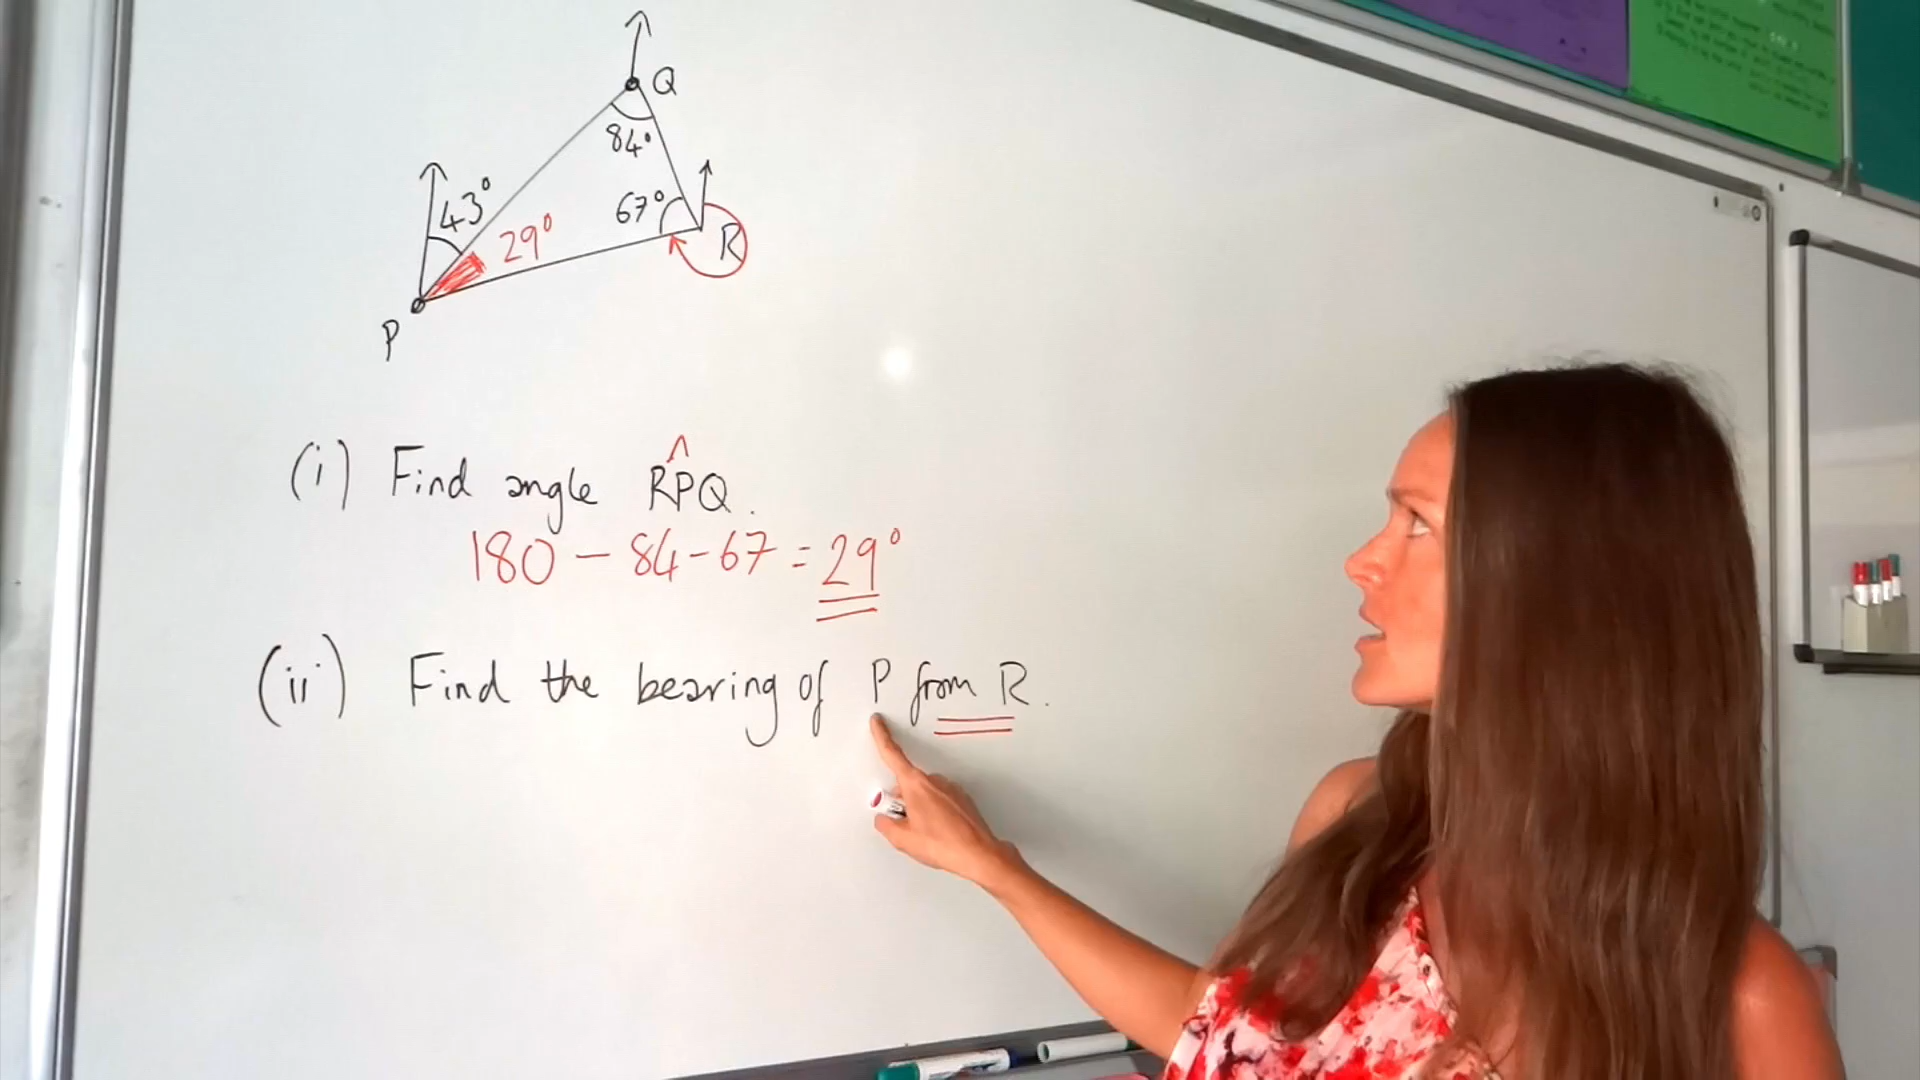 Q
84°
43°
67°
29°
R
P
(i) Find angle RP̂Q.
180 - 84 - 67 = 29°
(ii) Find the bearing of P from R.